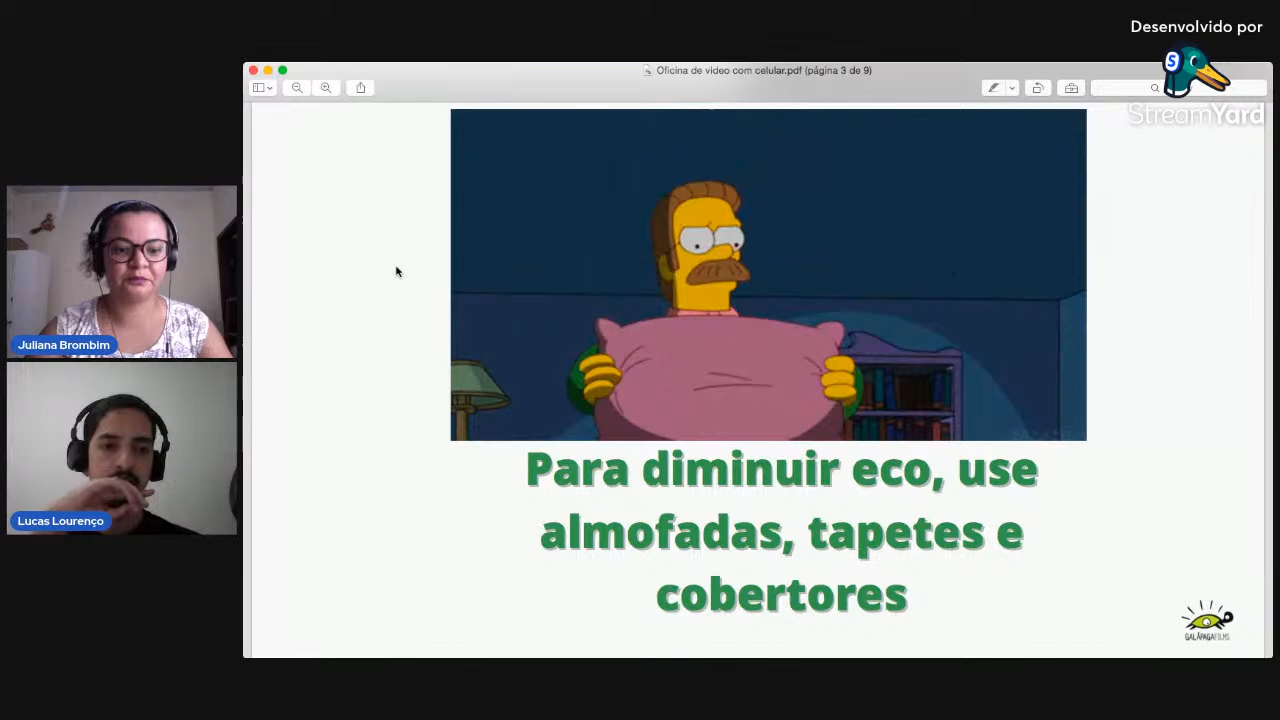 Desenvolvido por
S
StreamYard
Oficina de video com celular.pdf (página 3 de 9)
Juliana Brombim
Lucas Lourenço
Para diminuir eco, use
almofadas, tapetes e
cobertores
GALÁPAGAFILMS